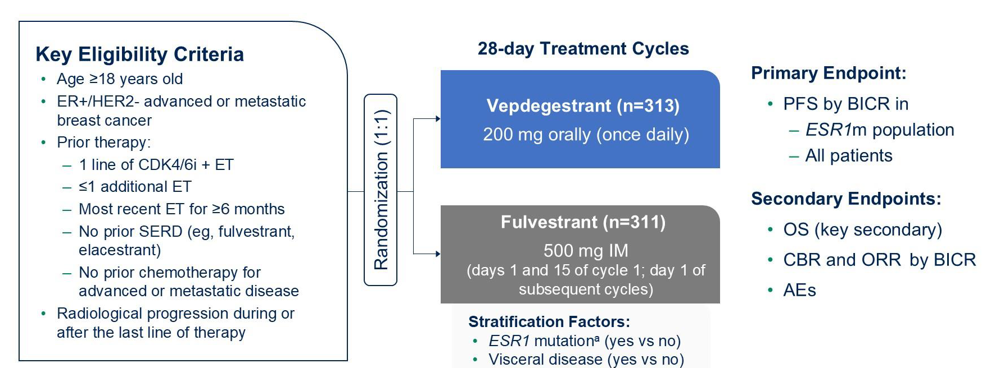 Key Eligibility Criteria
• Age ≥18 years old
• ER+/HER2- advanced or metastatic
breast cancer
• Prior therapy:
– 1 line of CDK4/6i + ET
– ≤1 additional ET
– Most recent ET for ≥6 months
– No prior SERD (eg, fulvestrant,
elacestrant)
– No prior chemotherapy for
advanced or metastatic disease
• Radiological progression during or
after the last line of therapy
Randomization (1:1)
28-day Treatment Cycles
Vepdegestrant (n=313)
200 mg orally (once daily)
Fulvestrant (n=311)
500 mg IM
(days 1 and 15 of cycle 1; day 1 of
subsequent cycles)
Stratification Factors:
• ESR1 mutationᵃ (yes vs no)
• Visceral disease (yes vs no)
Primary Endpoint:
• PFS by BICR in
– ESR1m population
– All patients
Secondary Endpoints:
• OS (key secondary)
• CBR and ORR by BICR
• AEs